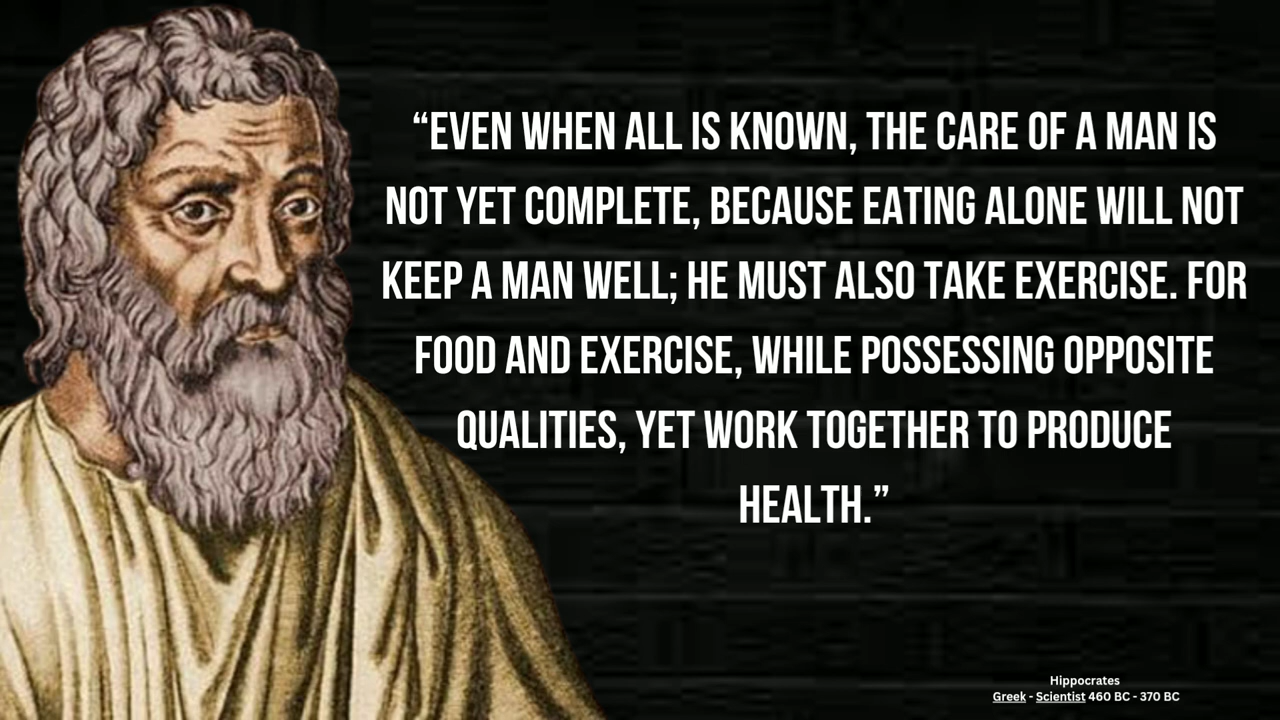 “EVEN WHEN ALL IS KNOWN, THE CARE OF A MAN IS
NOT YET COMPLETE, BECAUSE EATING ALONE WILL NOT
KEEP A MAN WELL; HE MUST ALSO TAKE EXERCISE. FOR
FOOD AND EXERCISE, WHILE POSSESSING OPPOSITE
QUALITIES, YET WORK TOGETHER TO PRODUCE
HEALTH.”
Hippocrates
Greek - Scientist 460 BC - 370 BC